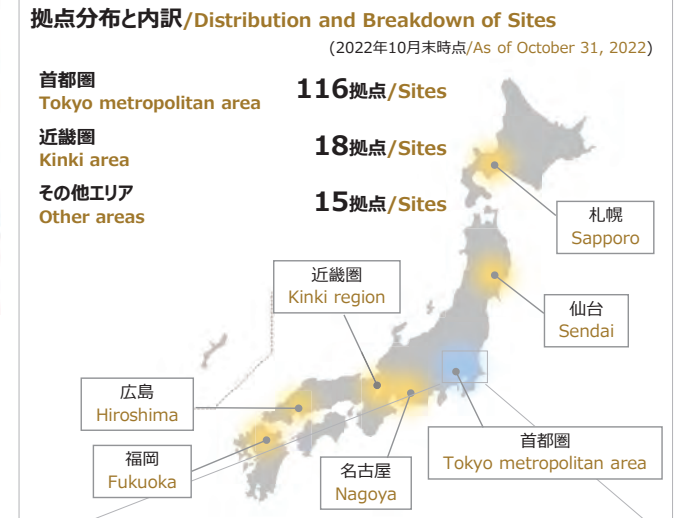 拠点分布と内訳/Distribution and Breakdown of Sites
(2022年10月末時点/As of October 31, 2022)
首都圏
Tokyo metropolitan area
116拠点/Sites
近畿圏
Kinki area
18拠点/Sites
その他エリア
Other areas
15拠点/Sites
札幌
Sapporo
近畿圏
Kinki region
仙台
Sendai
広島
Hiroshima
首都圏
Tokyo metropolitan area
福岡
Fukuoka
名古屋
Nagoya